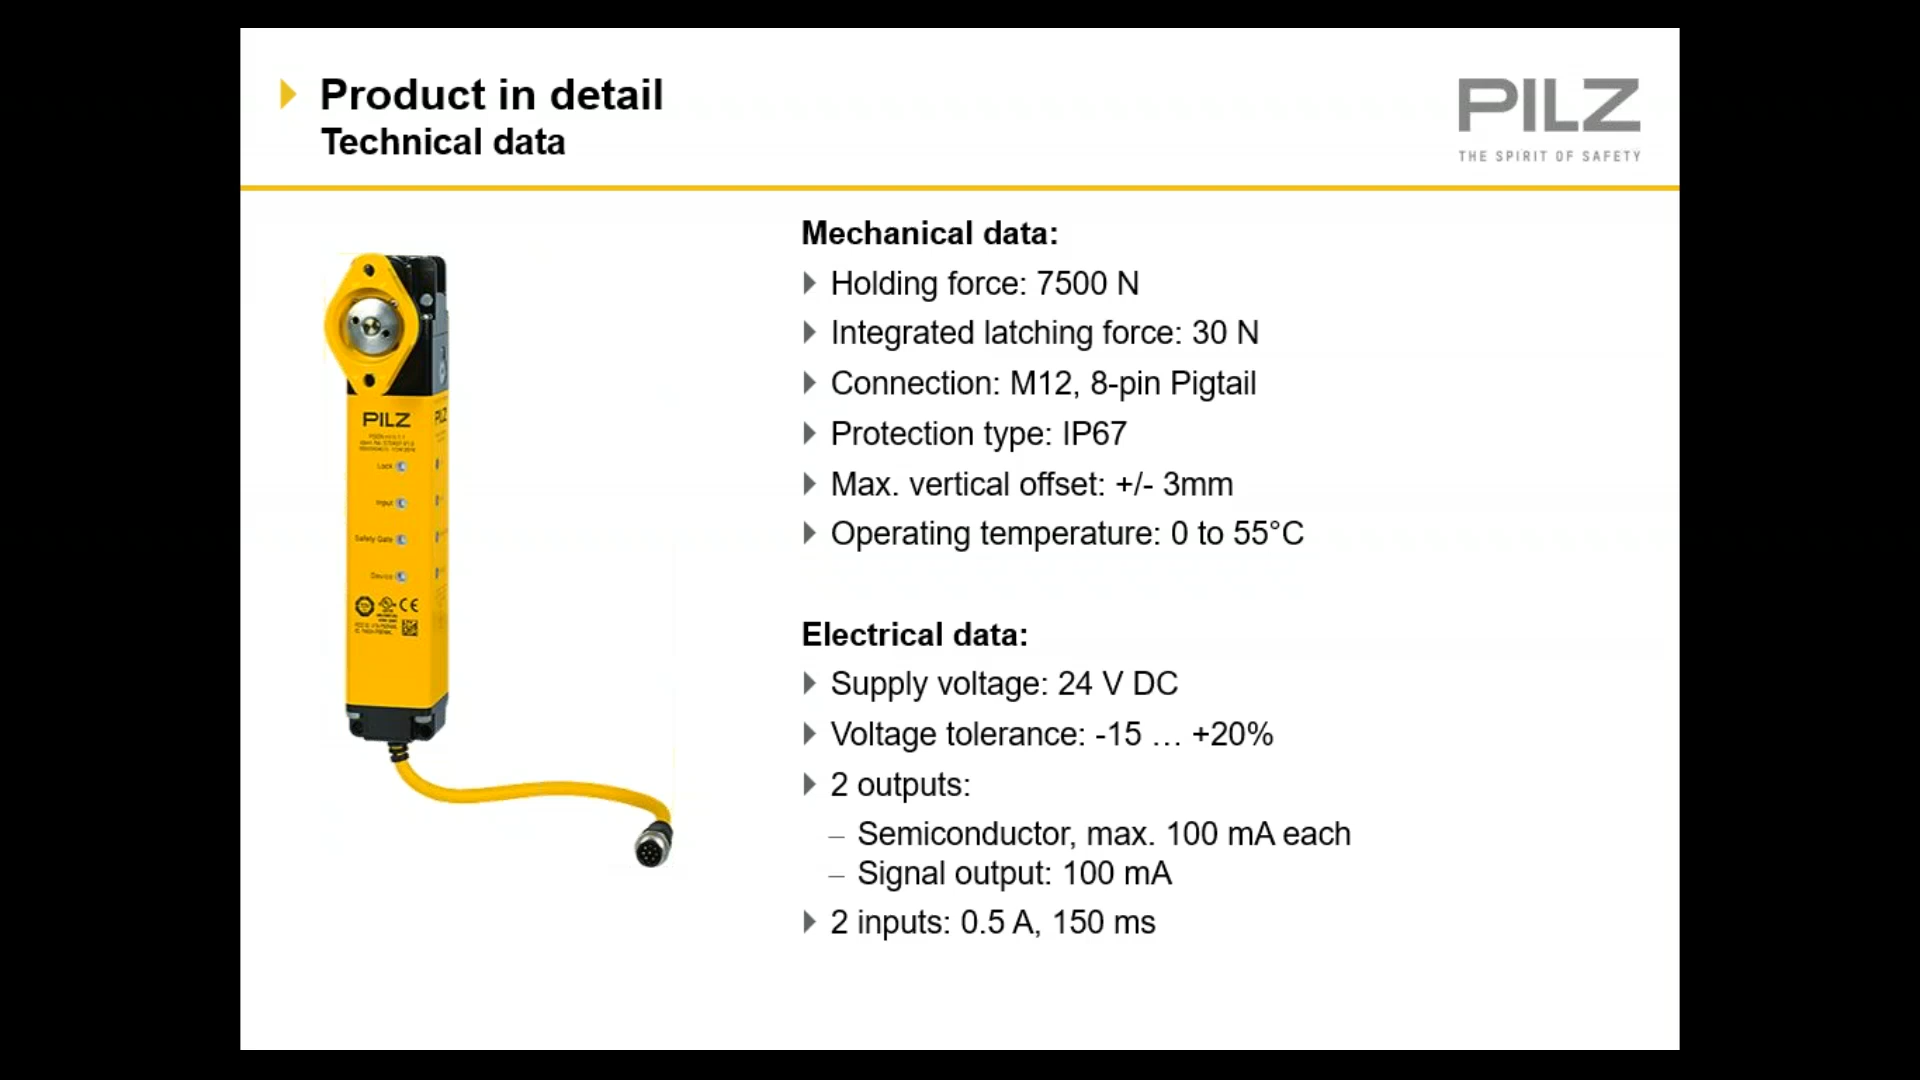 Product in detail
Technical data
PILZ
THE SPIRIT OF SAFETY
PILZ
PILZ
Lock
Input
Safety Gate
Device
CE
Mechanical data:
Holding force: 7500 N
Integrated latching force: 30 N
Connection: M12, 8-pin Pigtail
Protection type: IP67
Max. vertical offset: +/- 3mm
Operating temperature: 0 to 55°C
Electrical data:
Supply voltage: 24 V DC
Voltage tolerance: -15 … +20%
2 outputs:
– Semiconductor, max. 100 mA each
– Signal output: 100 mA
2 inputs: 0.5 A, 150 ms